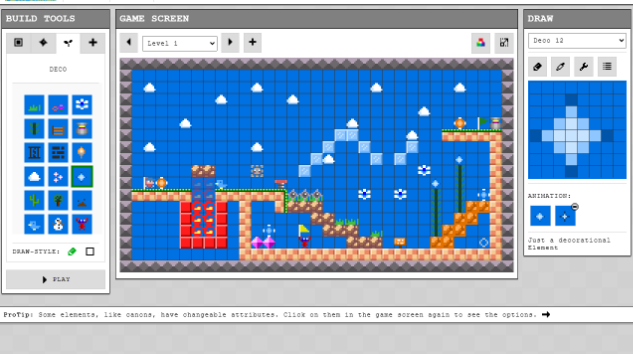 BUILD TOOLS
DECO
DRAW-STYLE:
PLAY
GAME SCREEN
Level 1
DRAW
Deco 12
ANIMATION:
Just a decorational
Element
ProTip: Some elements, like canons, have changeable attributes. Click on them in the game screen again to see the options.